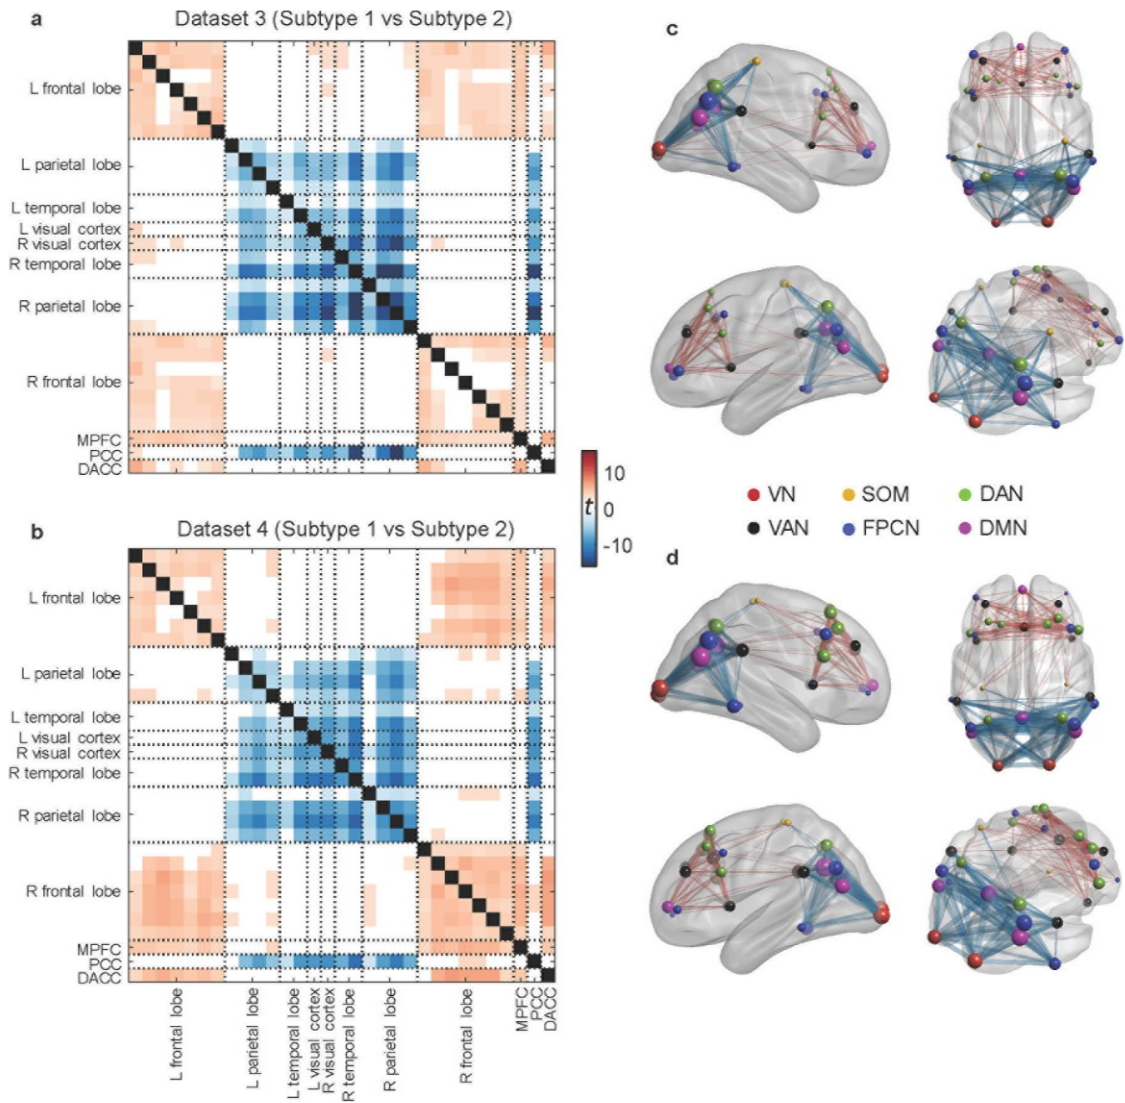 a
Dataset 3 (Subtype 1 vs Subtype 2)
L frontal lobe
L parietal lobe
L temporal lobe
L visual cortex
R visual cortex
R temporal lobe
R parietal lobe
R frontal lobe
MPFC
PCC
DACC
b
Dataset 4 (Subtype 1 vs Subtype 2)
L frontal lobe
L parietal lobe
L temporal lobe
L visual cortex
R visual cortex
R temporal lobe
R parietal lobe
R frontal lobe
MPFC
PCC
DACC
L frontal lobe
L parietal lobe
L temporal lobe
L visual cortex
R visual cortex
R temporal lobe
R parietal lobe
R frontal lobe
MPFC
PCC
DACC
10
t 0
-10
c
VN SOM DAN
VAN FPCN DMN
d